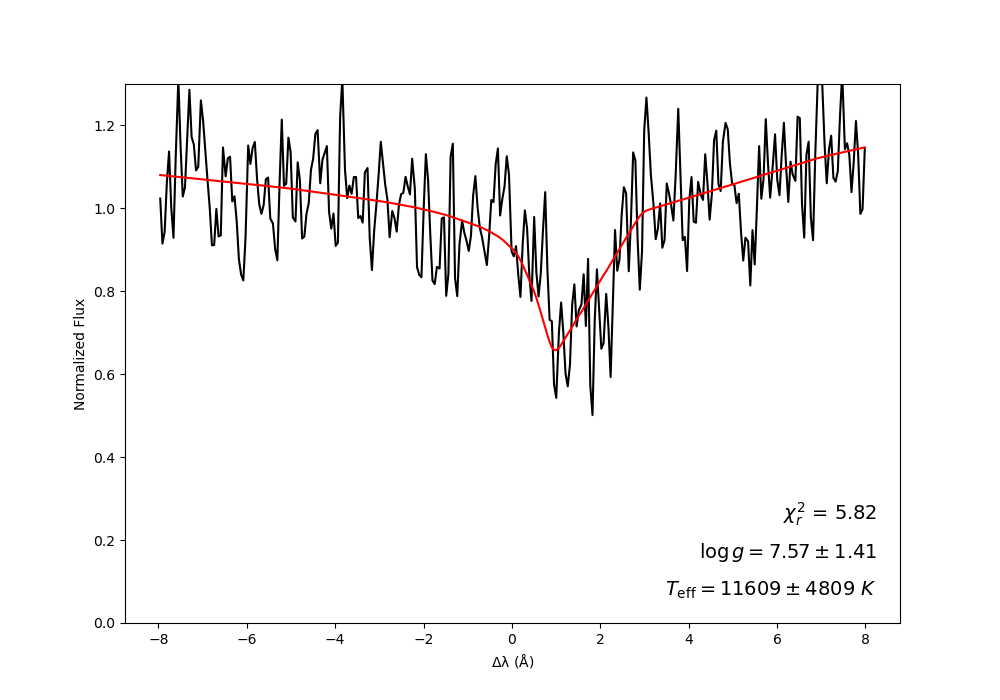 1.2
1.0
0.8
0.6
0.4
0.2
0.0
Normalized Flux
χ²ᵣ = 5.82
log g = 7.57 ± 1.41
T_eff = 11609 ± 4809 K
−8 −6 −4 −2 0 2 4 6 8
Δλ (Å)